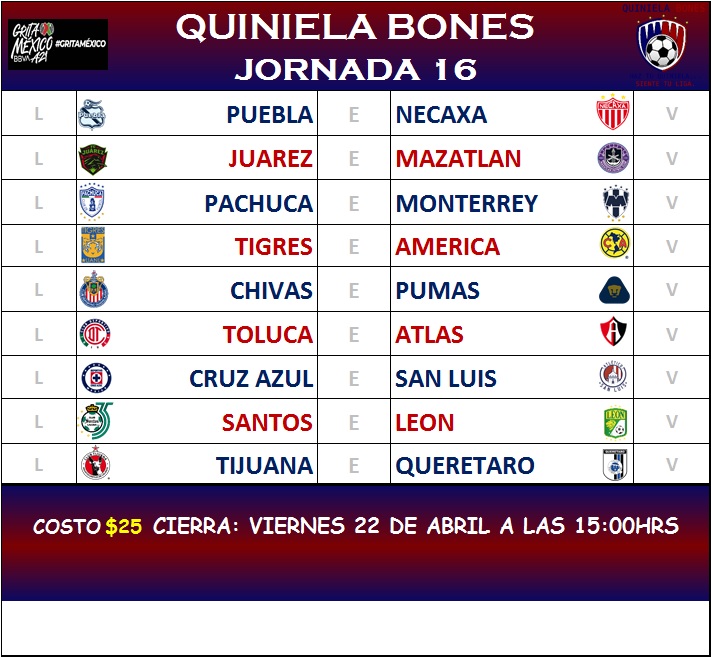 GRITA
MÉXICO
BBVA A21
#GRITAMÉXICO
QUINIELA BONES
JORNADA 16
QUINIELA
L PUEBLA E NECAXA V
L JUAREZ E MAZATLAN V
L PACHUCA E MONTERREY V
L TIGRES E AMERICA V
L CHIVAS E PUMAS V
L TOLUCA E ATLAS V
L CRUZ AZUL E SAN LUIS V
L SANTOS E LEON V
L TIJUANA E QUERETARO V
COSTO $25 CIERRA: VIERNES 22 DE ABRIL A LAS 15:00HRS